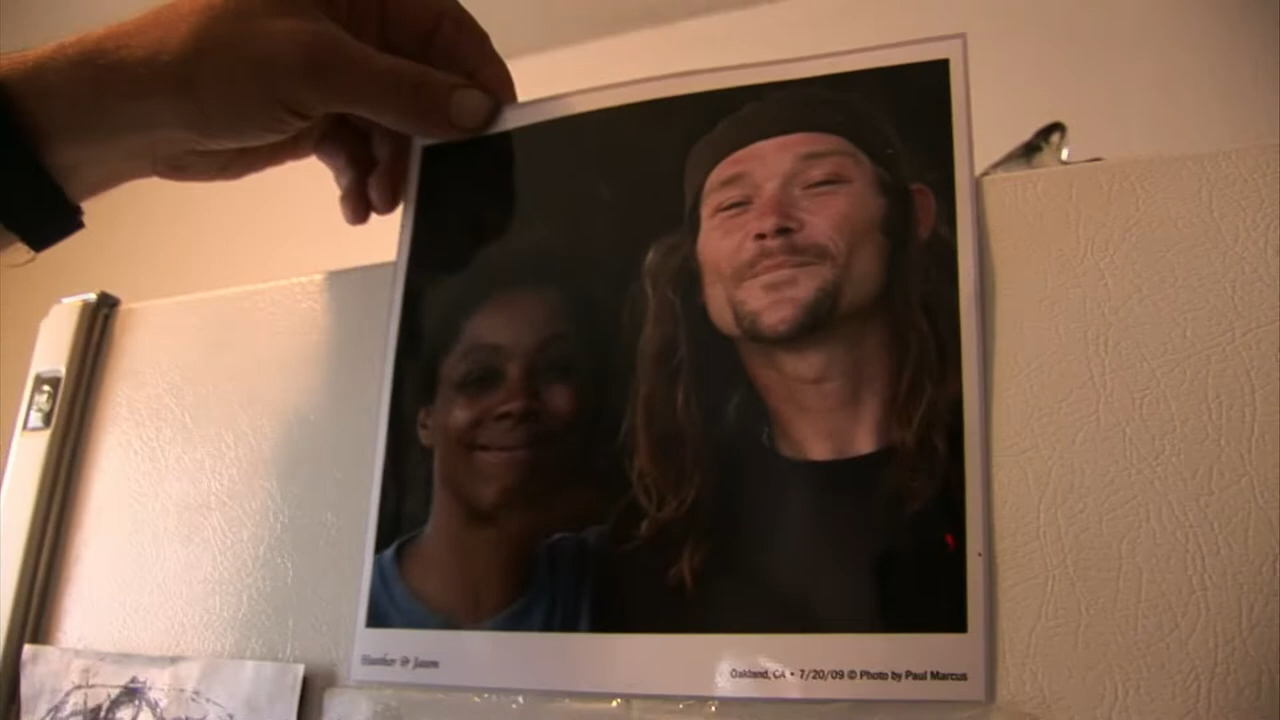 Heather & Jason
Oakland, CA • 7/20/09 © Photo by Paul Marcus